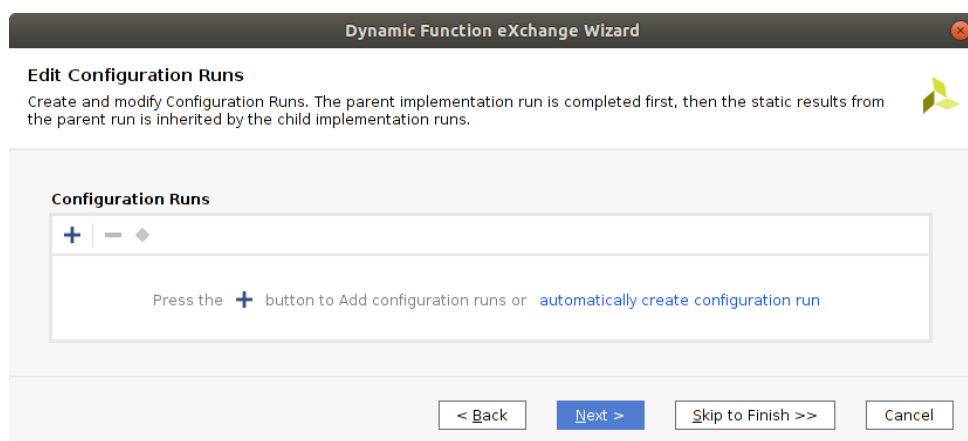 Dynamic Function eXchange Wizard
Edit Configuration Runs
Create and modify Configuration Runs. The parent implementation run is completed first, then the static results from
the parent run is inherited by the child implementation runs.
Configuration Runs
Press the + button to Add configuration runs or automatically create configuration run
< Back Next > Skip to Finish >> Cancel